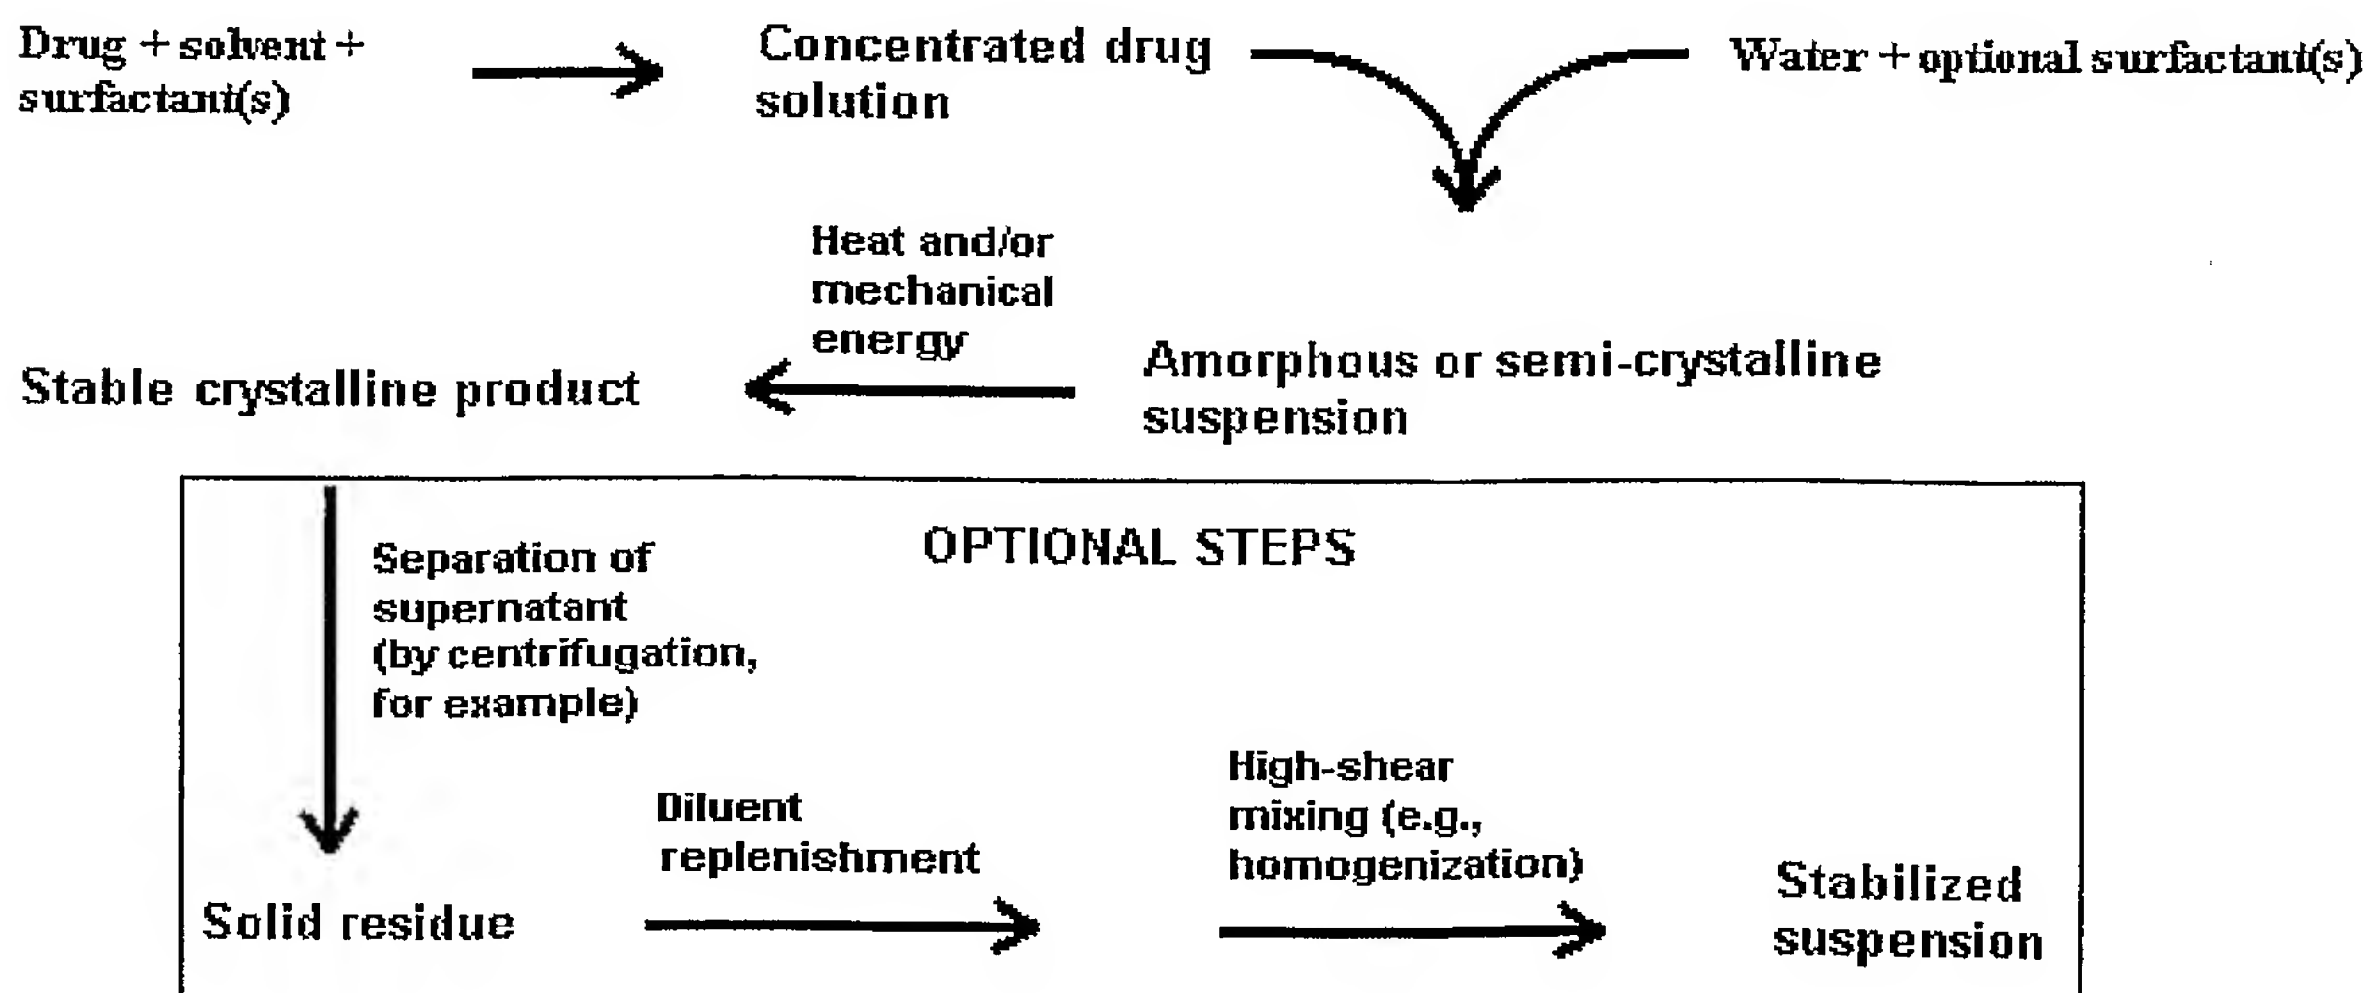 Drug + solvent +
surfactant(s)
Concentrated drug
solution
Water + optional surfactant(s)
Heat and/or
mechanical
energy
Stable crystalline product
Amorphous or semi-crystalline
suspension
OPTIONAL STEPS
Separation of
supernatant
(by centrifugation,
for example)
Diluent
replenishment
High-shear
mixing (e.g.,
homogenization)
Solid residue
Stabilized
suspension